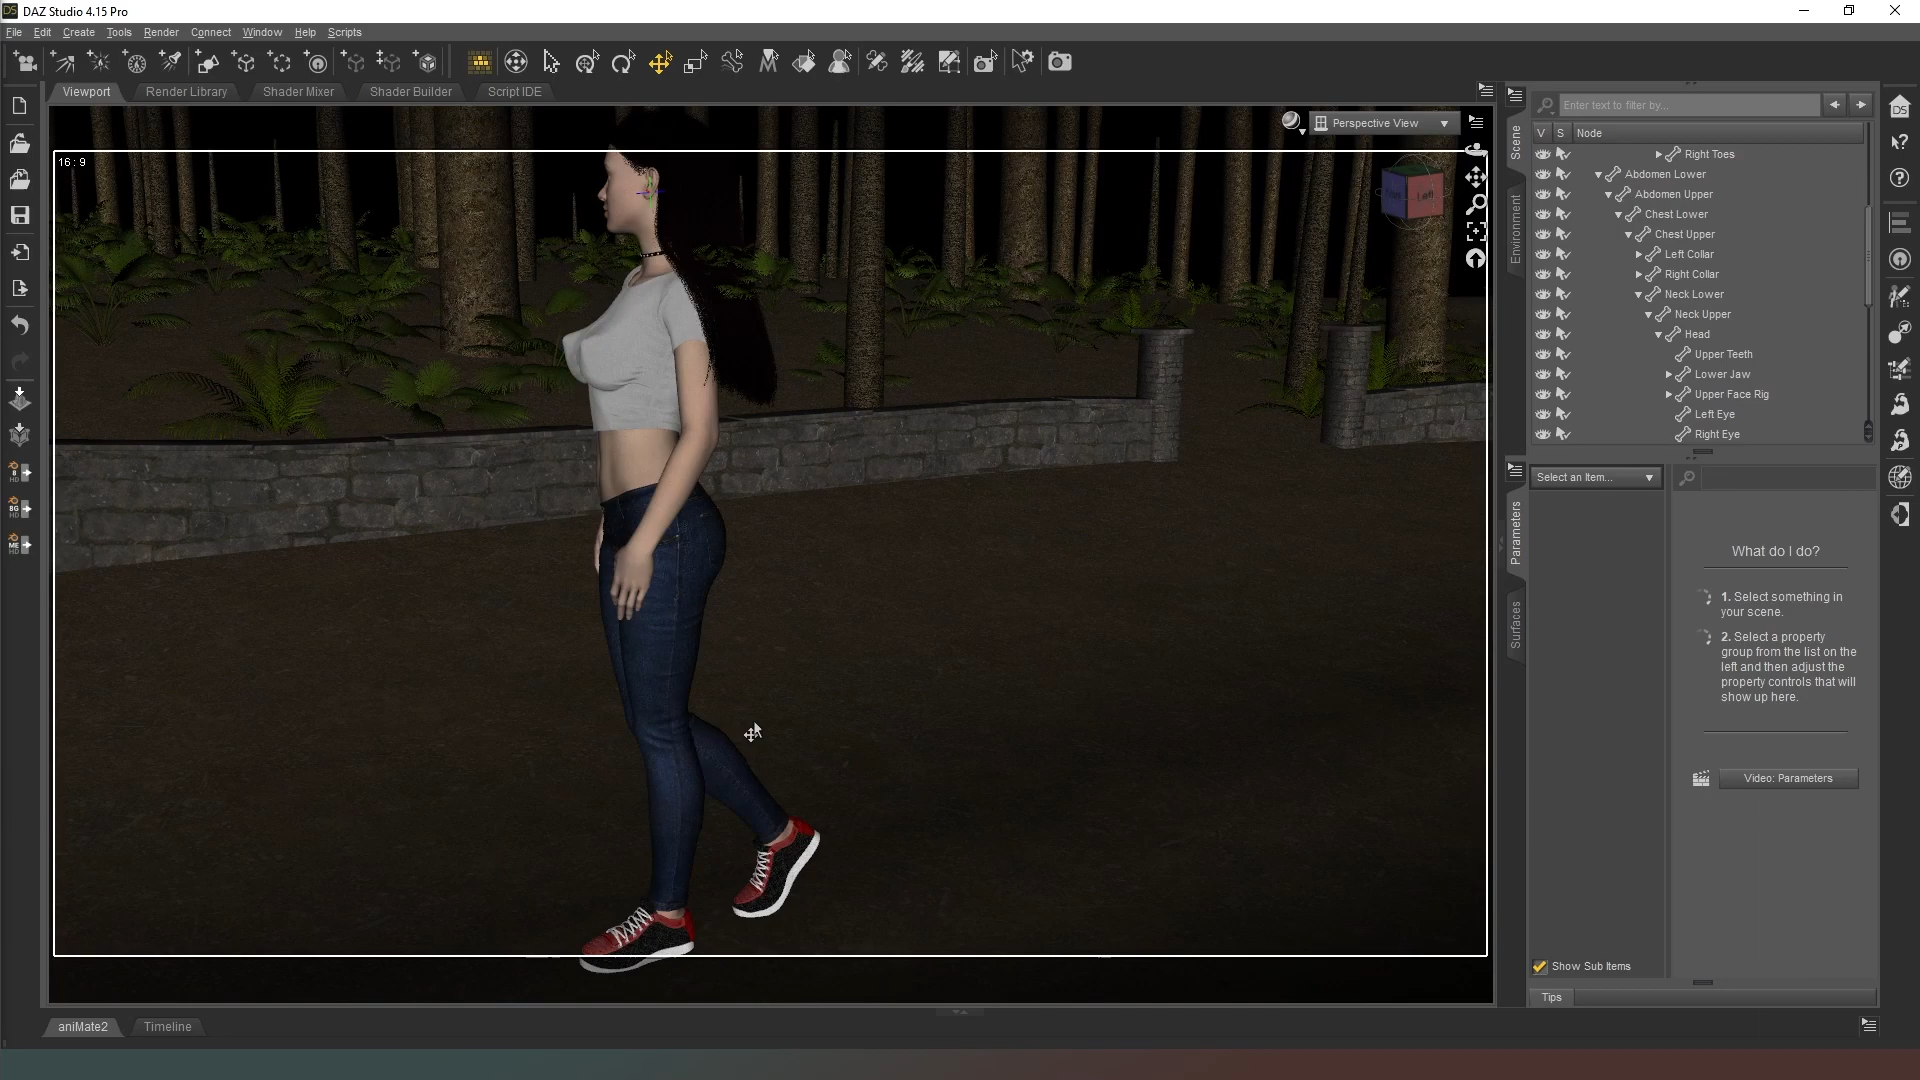 DAZ Studio 4.15 Pro
File Edit Create Tools Render Connect Window Help Scripts
Viewport Render Library Shader Mixer Shader Builder Script IDE
Perspective View
16 : 9
Left
Scene
Environment
Enter text to filter by...
V S Node
Right Toes
Abdomen Lower
Abdomen Upper
Chest Lower
Chest Upper
Left Collar
Right Collar
Neck Lower
Neck Upper
Head
Upper Teeth
Lower Jaw
Upper Face Rig
Left Eye
Right Eye
Parameters
Surfaces
Select an Item...
What do I do?
1. Select something in
your scene.
2. Select a property
group from the list on the
left and then adjust the
property controls that will
show up here.
Video: Parameters
Show Sub Items
Tips
aniMate2 Timeline